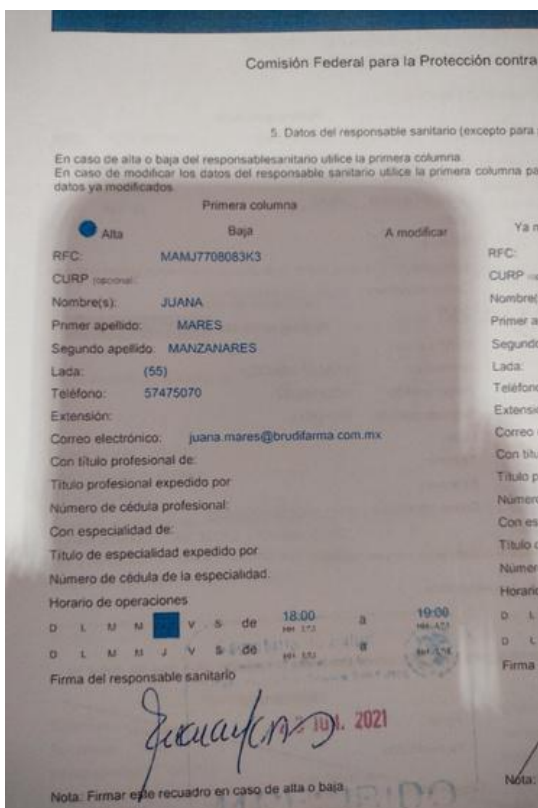 Comisión Federal para la Protección contra
5. Datos del responsable sanitario (excepto para
En caso de alta o baja del responsablesanitario utilice la primera columna.
En caso de modificar los datos del responsable sanitario utilice la primera columna pa
datos ya modificados.
Primera columna
Alta Baja A modificar Ya m
RFC: MAMJ7708083K3 RFC:
CURP (opcional): CURP
Nombre(s): JUANA Nombre(
Primer apellido: MARES Primer a
Segundo apellido: MANZANARES Segundo
Lada: (55) Lada:
Teléfono: 57475070 Teléfono
Extensión: Extensió
Correo electrónico: juana.mares@brudifarma.com.mx Correo
Con título profesional de: Con títu
Título profesional expedido por Título p
Número de cédula profesional: Número
Con especialidad de: Con es
Título de especialidad expedido por Título
Número de cédula de la especialidad: Númer
Horario de operaciones Horario
D L M M V S de 18:00 a 19:00 D L
D L M M J V S de a D L
Firma del responsable sanitario Firma
JUL. 2021
Nota: Firmar este recuadro en caso de alta o baja. Nota: